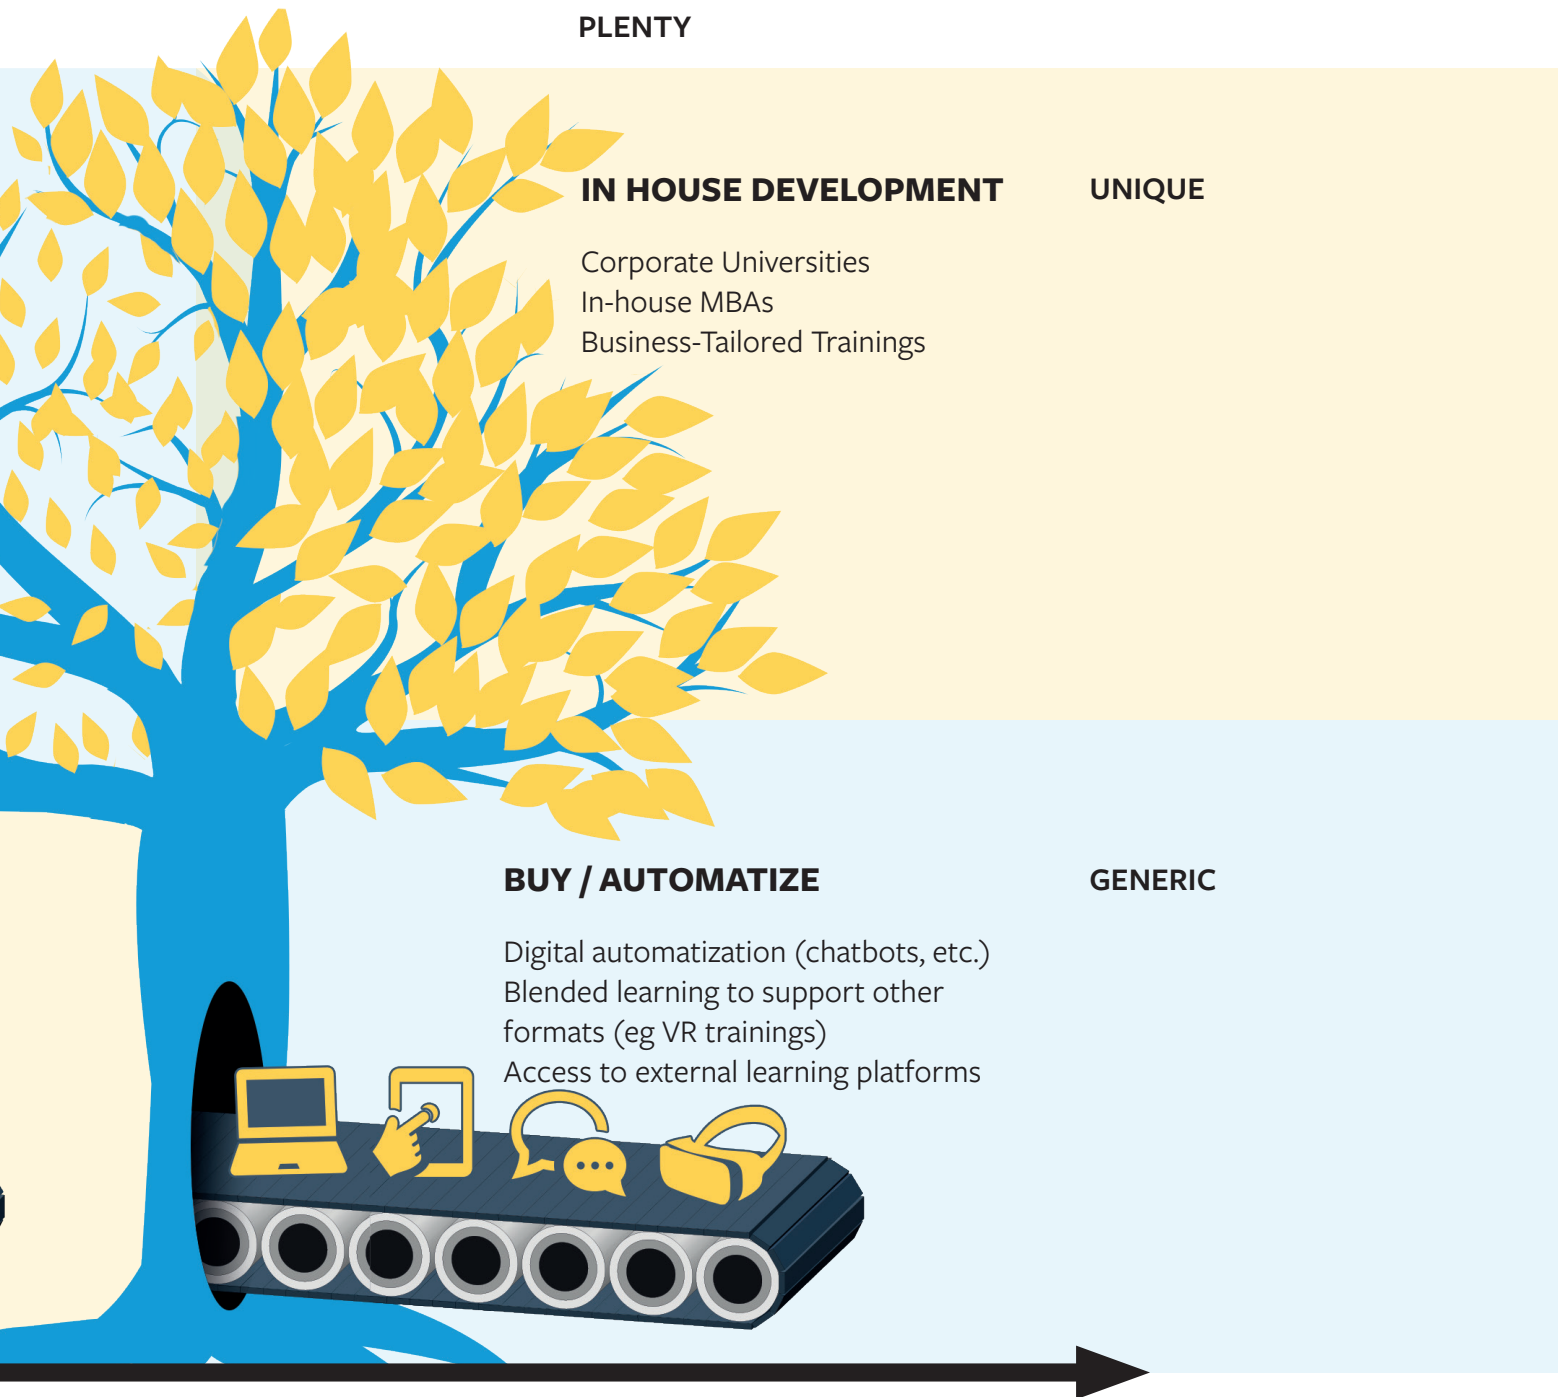 PLENTY
IN HOUSE DEVELOPMENT
UNIQUE
Corporate Universities
In-house MBAs
Business-Tailored Trainings
BUY / AUTOMATIZE
GENERIC
Digital automatization (chatbots, etc.)
Blended learning to support other
formats (eg VR trainings)
Access to external learning platforms